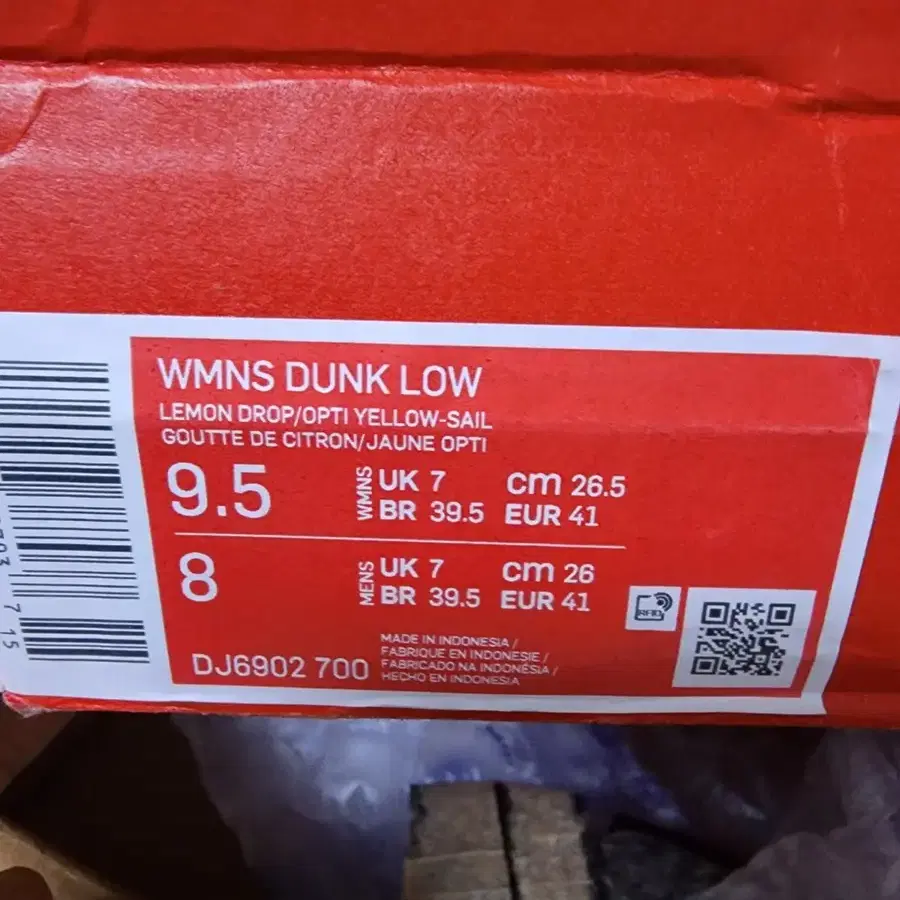 WMNS DUNK LOW
LEMON DROP/OPTI YELLOW-SAIL
GOUTTE DE CITRON/JAUNE OPTI
9.5 WMNS UK 7 cm 26.5
BR 39.5 EUR 41
8 MENS UK 7 cm 26
BR 39.5 EUR 41
MADE IN INDONESIA /
FABRIQUE EN INDONESIE /
FABRICADO NA INDONÉSIA /
HECHO EN INDONESIA
DJ6902 700
RFID
7 15